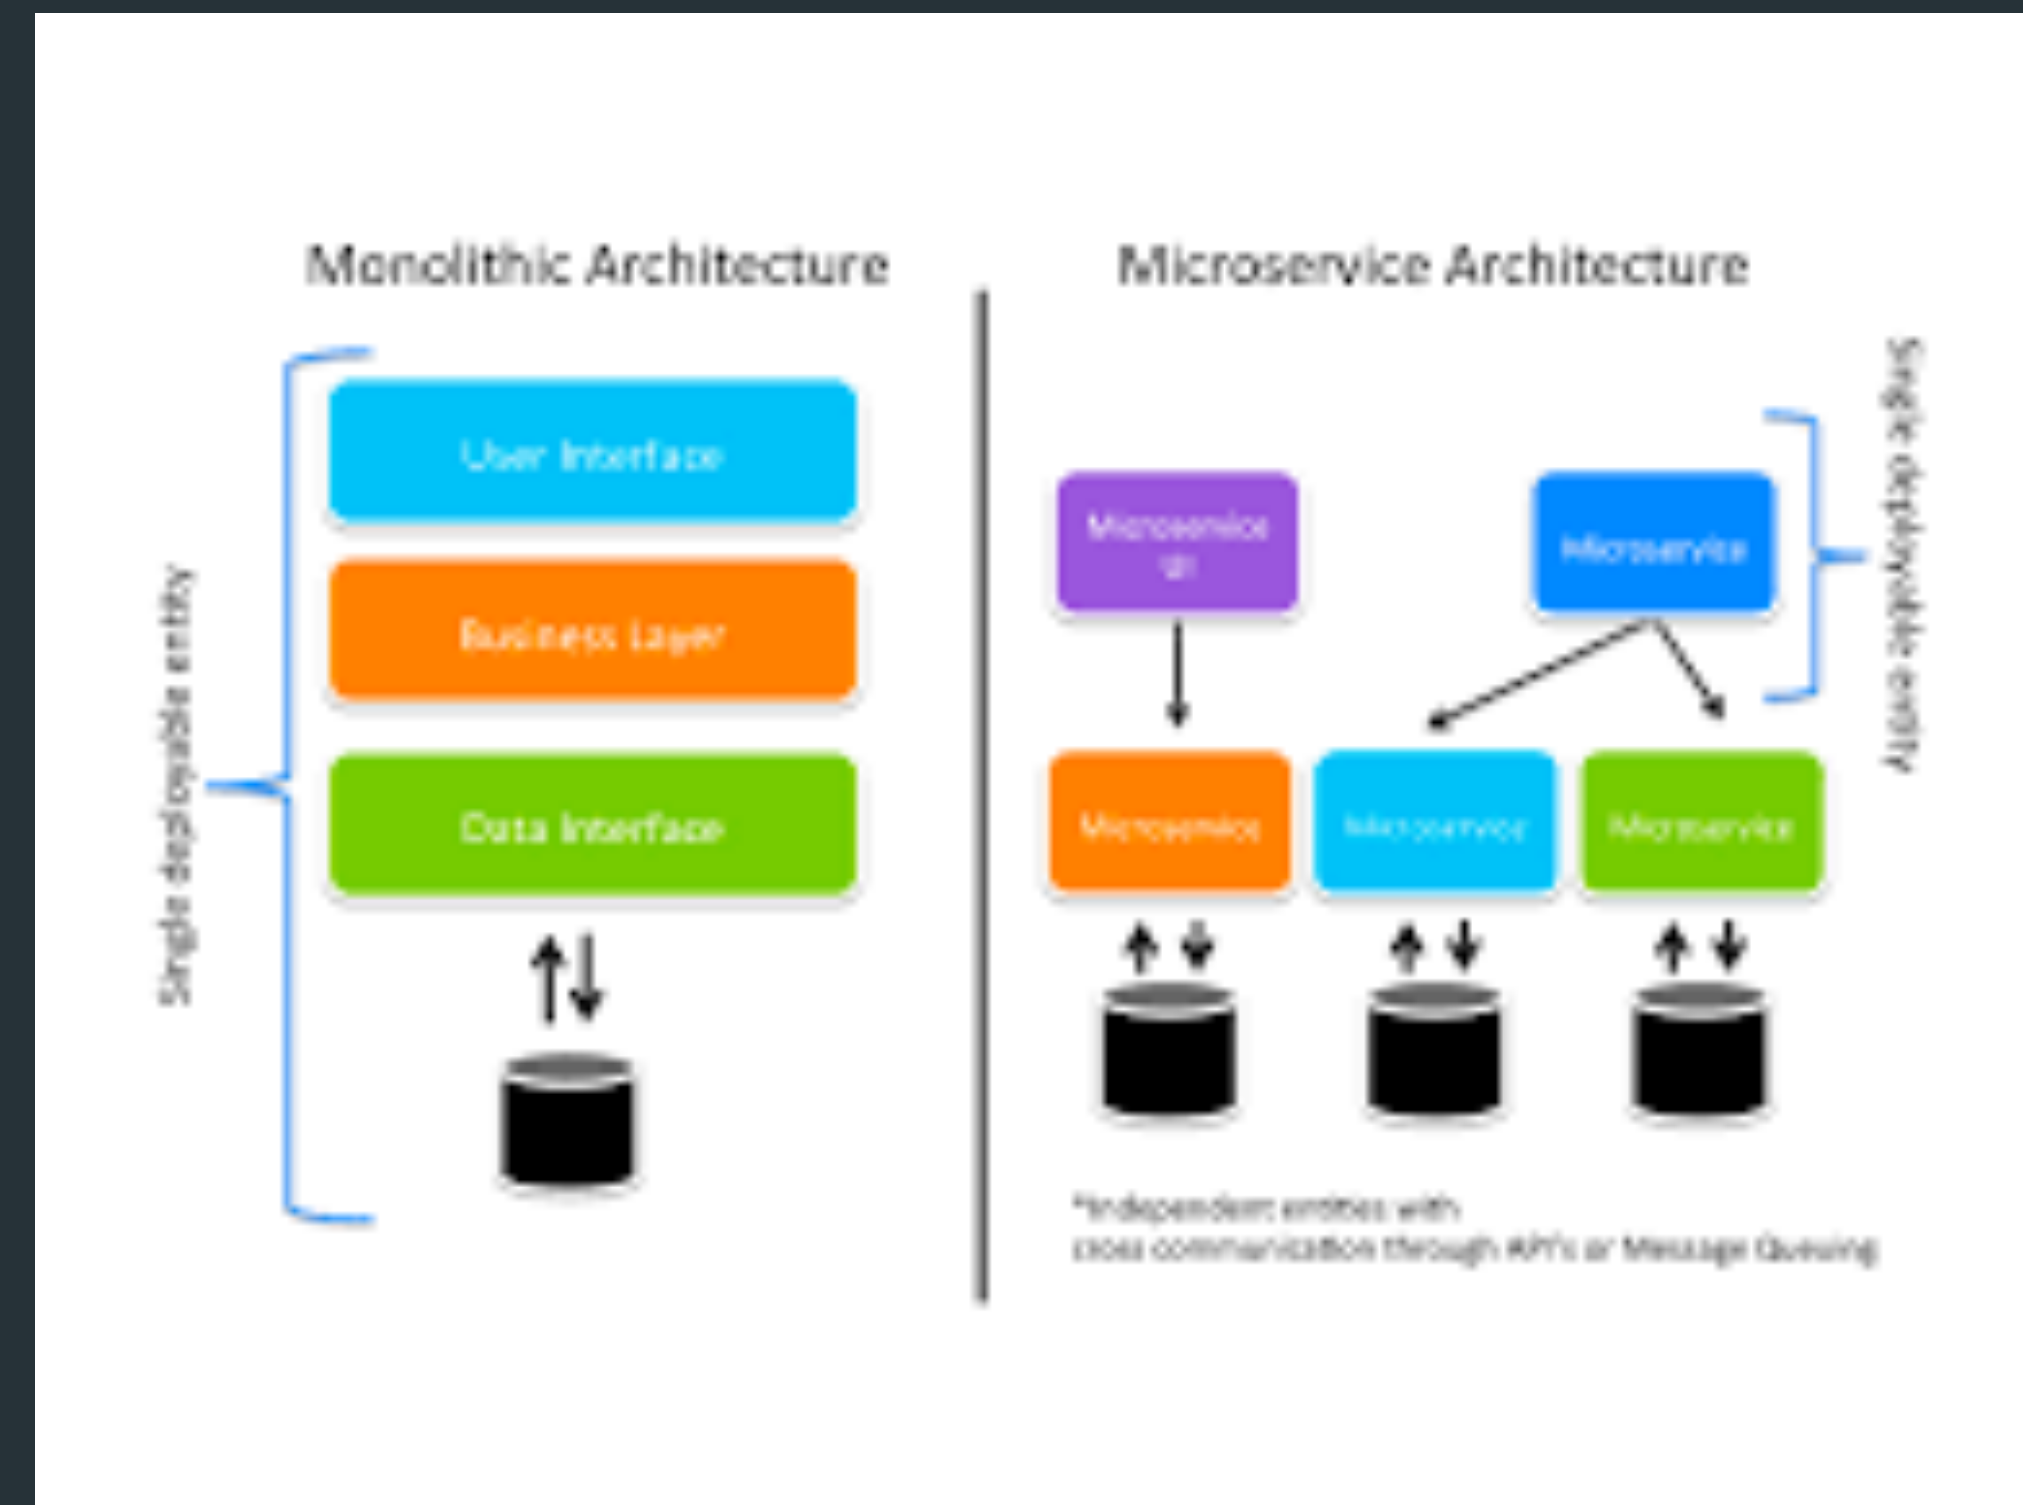 Monolithic Architecture
Single deployable entity
User Interface
Business Layer
Data Interface
Microservice Architecture
Single deployable entity
Microservice
UI
Microservice
Microservice
Microservice
Microservice
*Independent entities with
cross communication through API's or Message Queuing